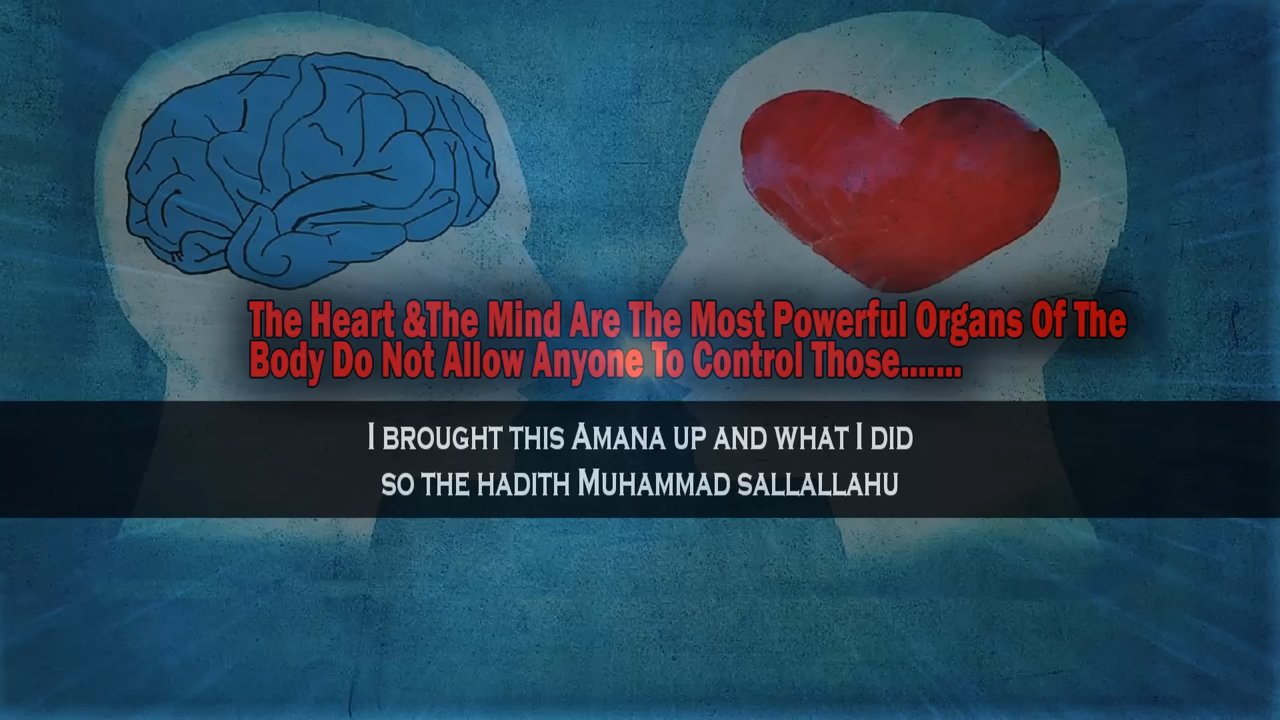 The Heart &The Mind Are The Most Powerful Organs Of The
Body Do Not Allow Anyone To Control Those.......
I BROUGHT THIS AMANA UP AND WHAT I DID
SO THE HADITH MUHAMMAD SALLALLAHU